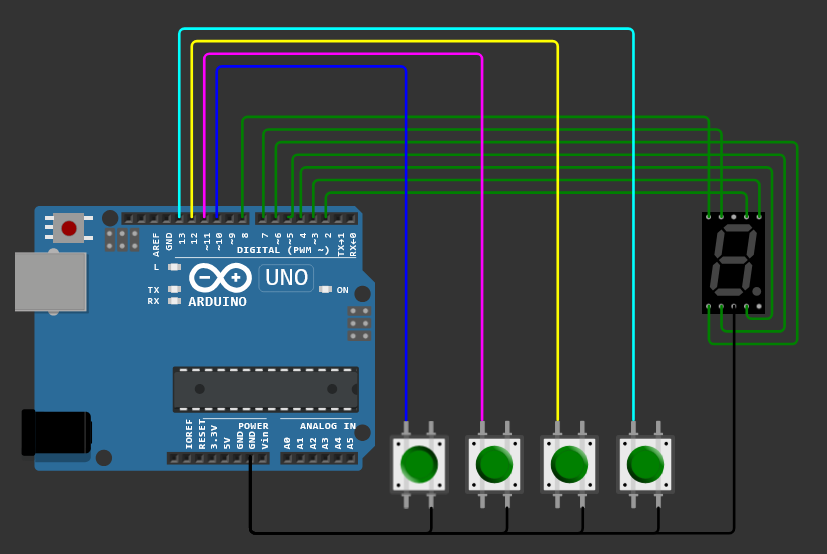 AREF
GND
13
12
~11
~10
~9
8
7
~6
~5
4
~3
2
TX→1
RX←0
DIGITAL (PWM ~)
L
TX
RX
UNO
ON
ARDUINO
POWER
ANALOG IN
IOREF
RESET
3.3V
5V
GND
GND
Vin
A0
A1
A2
A3
A4
A5